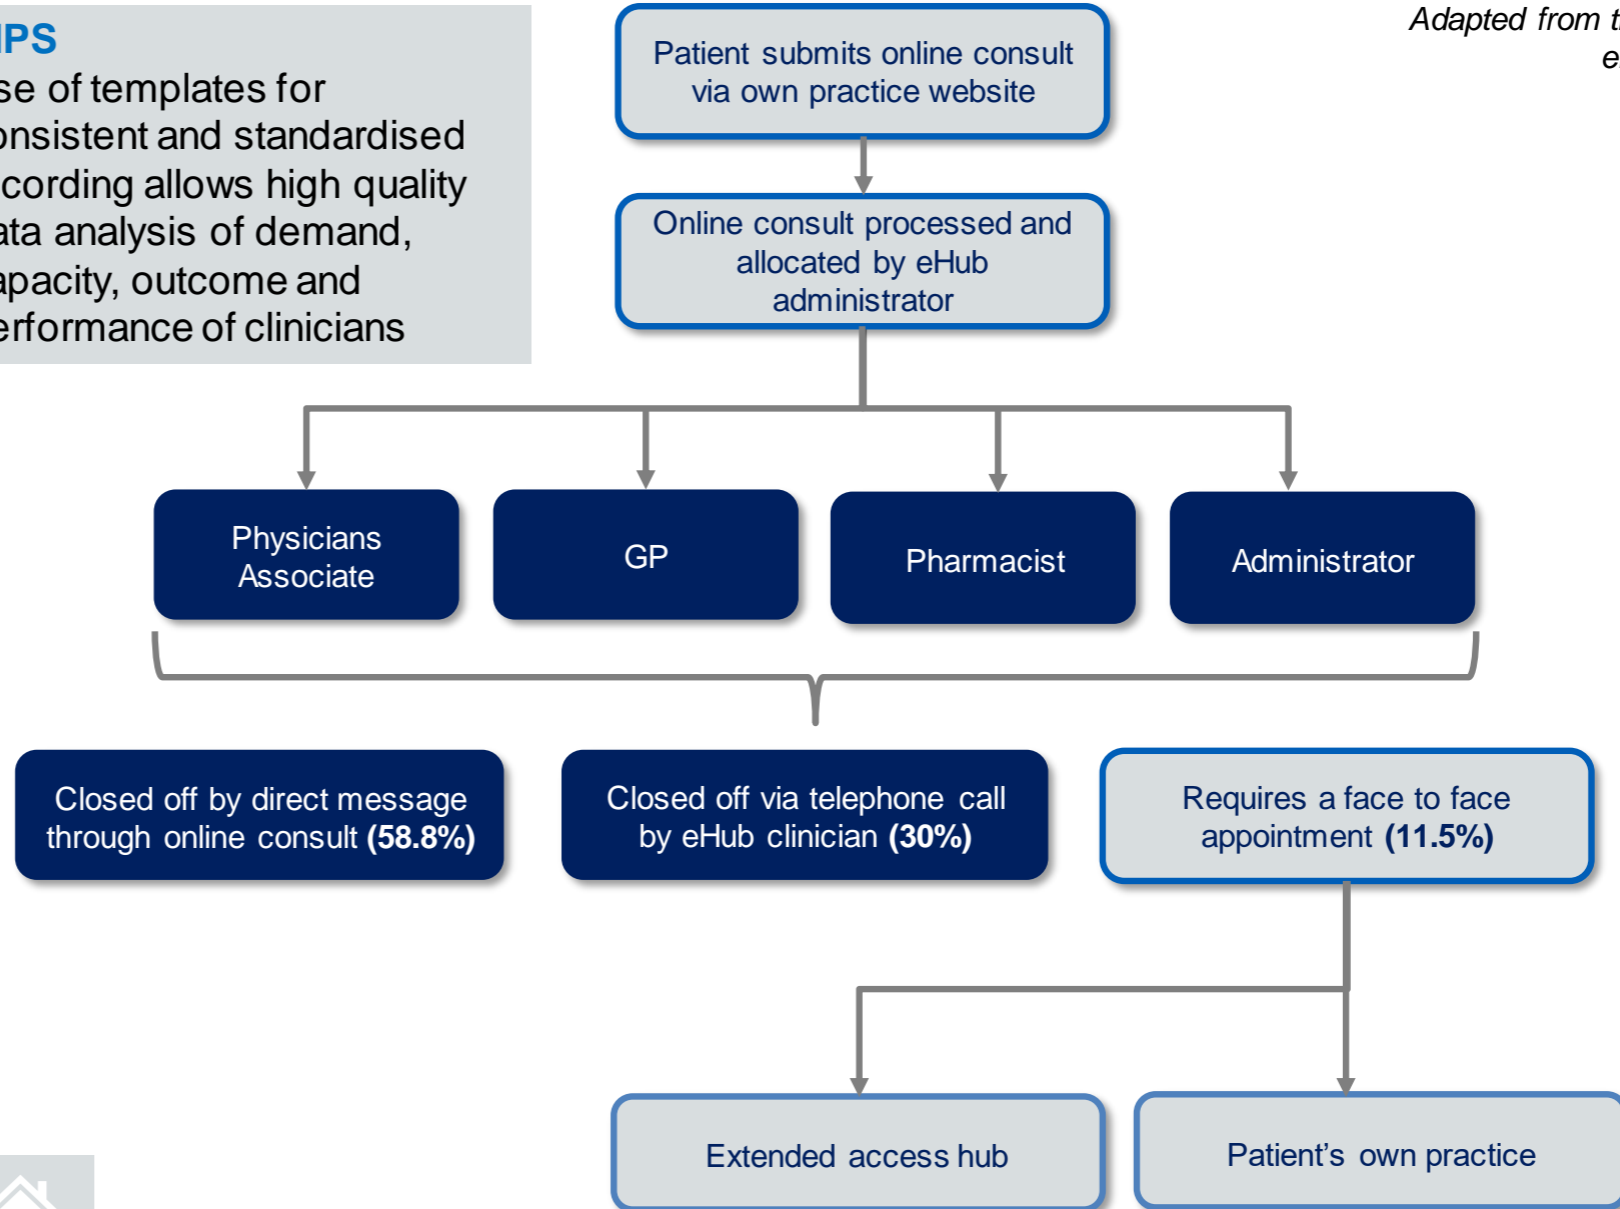 IPS
se of templates for
onsistent and standardised
cording allows high quality
ata analysis of demand,
apacity, outcome and
erformance of clinicians
Adapted from t
e
Patient submits online consult
via own practice website
Online consult processed and
allocated by eHub
administrator
Physicians
Associate
GP
Pharmacist
Administrator
Closed off by direct message
through online consult (58.8%)
Closed off via telephone call
by eHub clinician (30%)
Requires a face to face
appointment (11.5%)
Extended access hub
Patient’s own practice